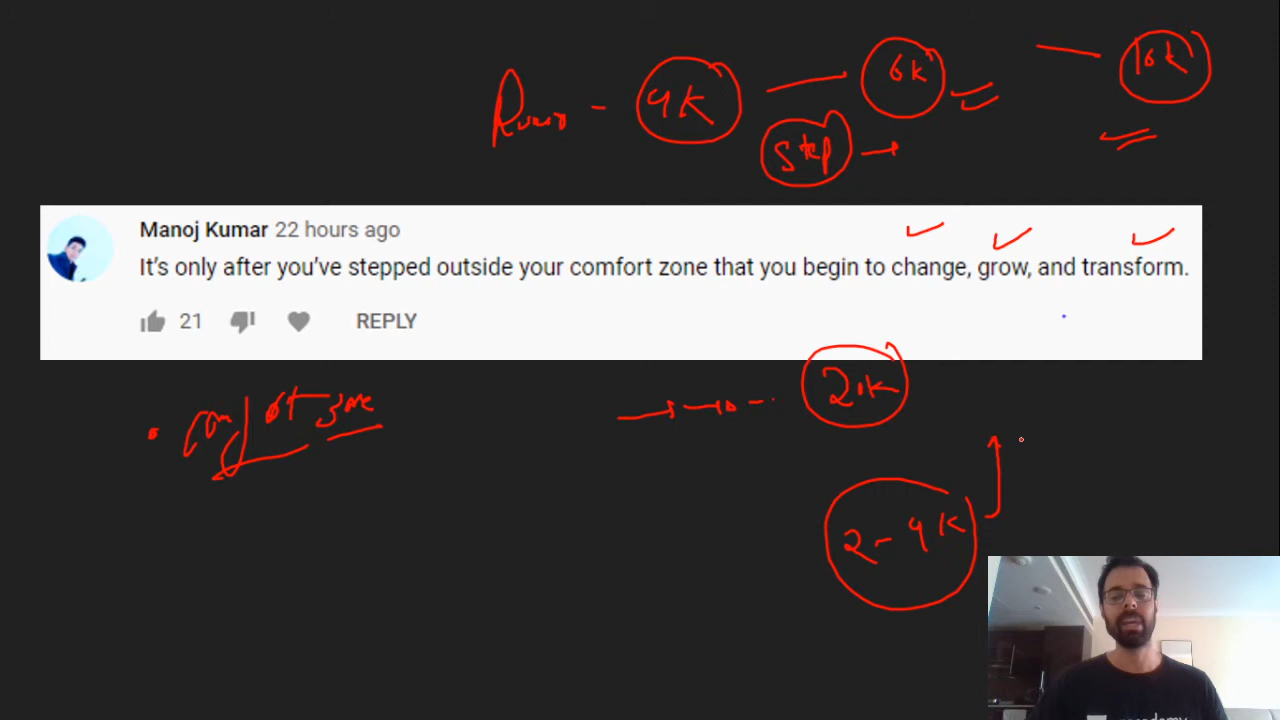 Runn - 4K 6K 10K
Step
Manoj Kumar 22 hours ago
It's only after you've stepped outside your comfort zone that you begin to change, grow, and transform.
21 REPLY
20K
comfort zone
2-4K